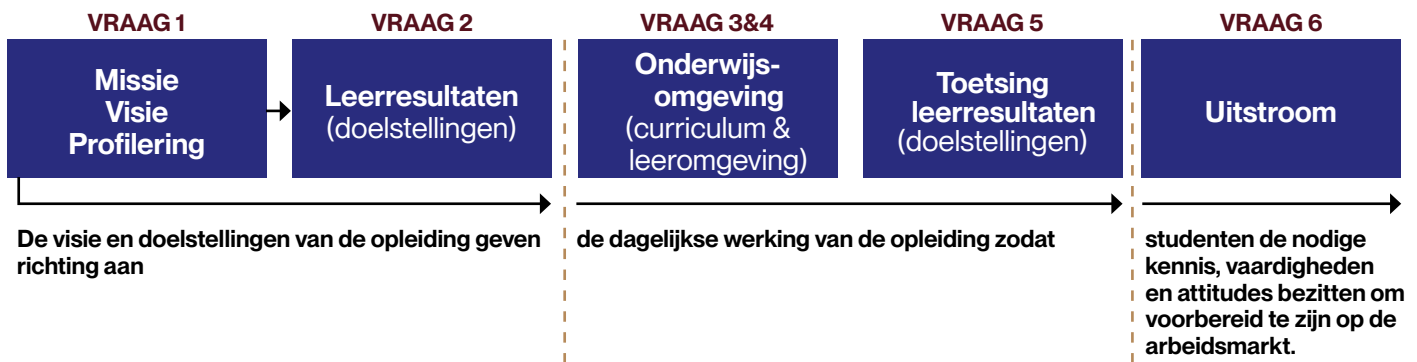 VRAAG 1
VRAAG 2
VRAAG 3&4
VRAAG 5
VRAAG 6
Missie
Visie
Profilering
Leerresultaten
(doelstellingen)
Onderwijs-
omgeving
(curriculum &
leeromgeving)
Toetsing
leerresultaten
(doelstellingen)
Uitstroom
De visie en doelstellingen van de opleiding geven
richting aan
de dagelijkse werking van de opleiding zodat
studenten de nodige
kennis, vaardigheden
en attitudes bezitten om
voorbereid te zijn op de
arbeidsmarkt.